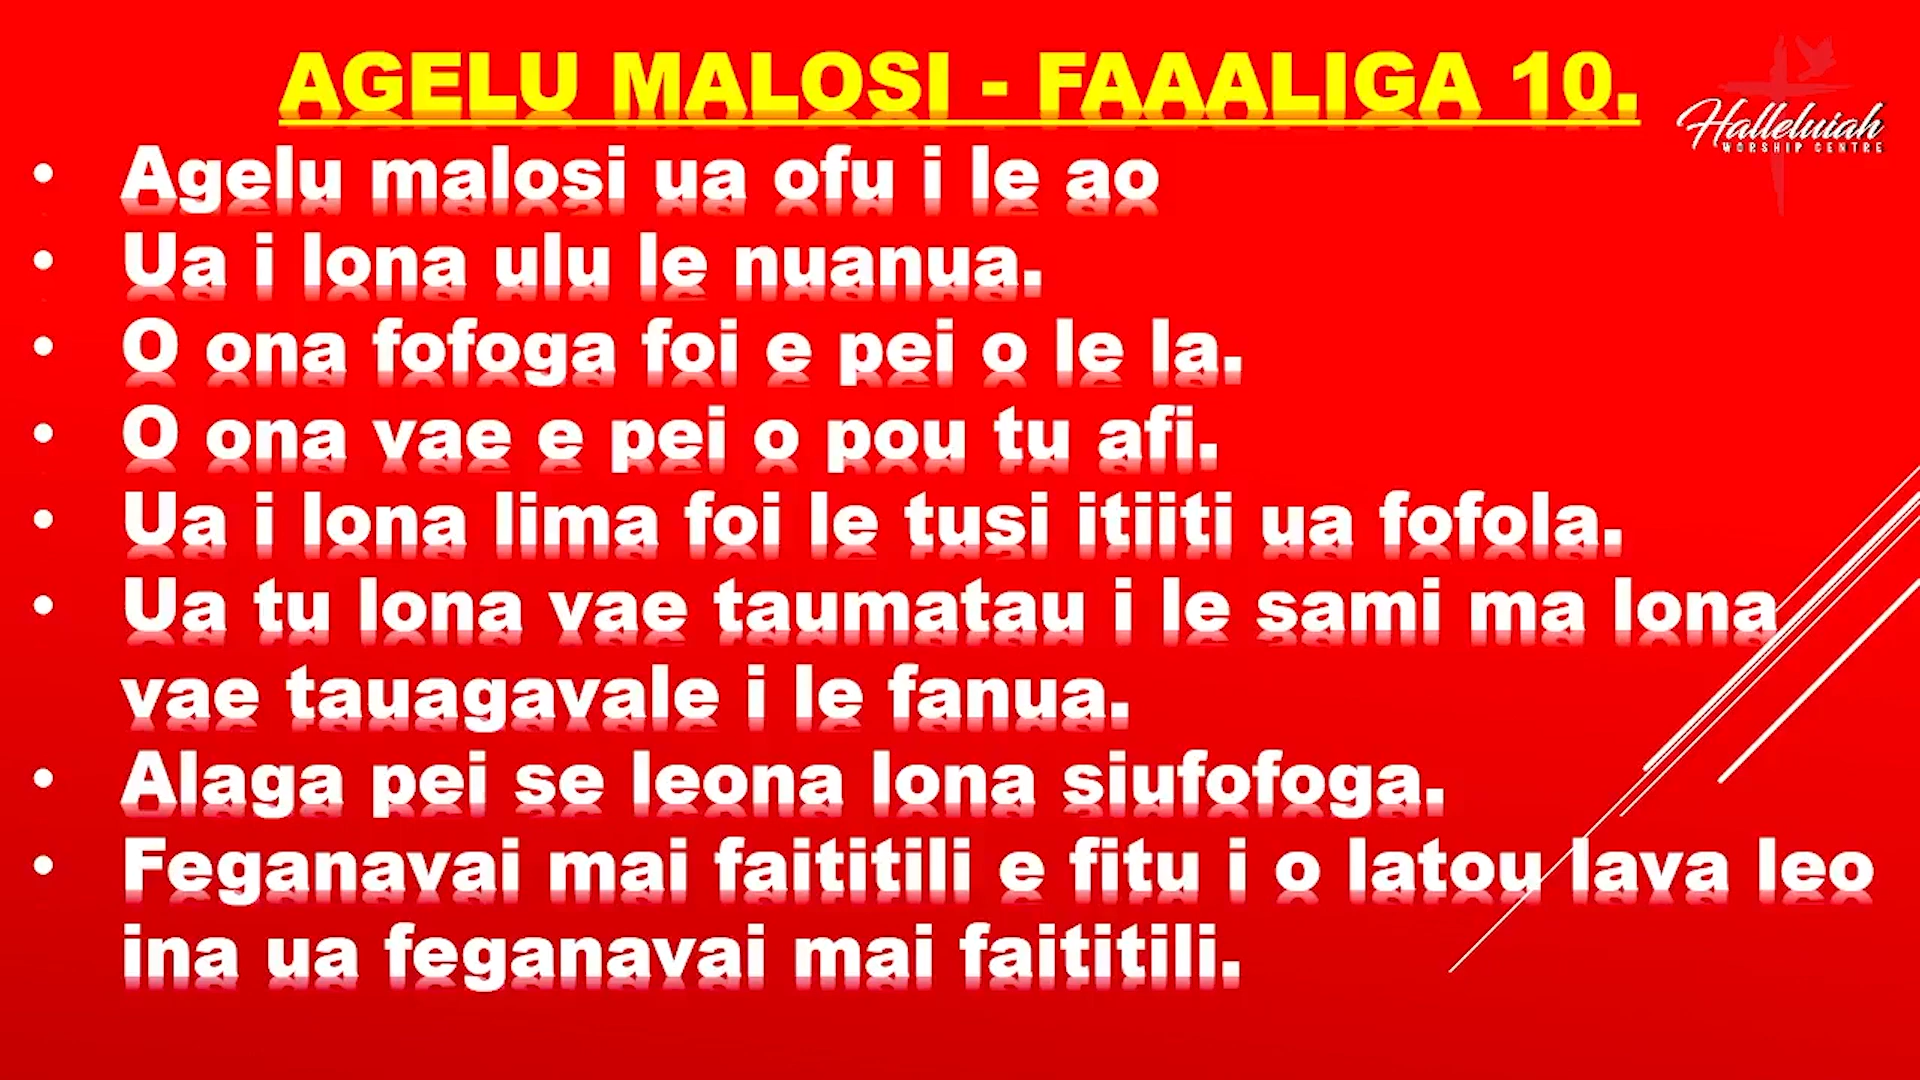 AGELU MALOSI - FAAALIGA 10.
Halleluiah
WORSHIP CENTRE
• Agelu malosi ua ofu i le ao
• Ua i lona ulu le nuanua.
• O ona fofoga foi e pei o le la.
• O ona vae e pei o pou tu afi.
• Ua i lona lima foi le tusi itiiti ua fofola.
• Ua tu lona vae taumatau i le sami ma lona
vae tauagavale i le fanua.
• Alaga pei se leona lona siufofoga.
• Feganavai mai faititili e fitu i o latou lava leo
ina ua feganavai mai faititili.